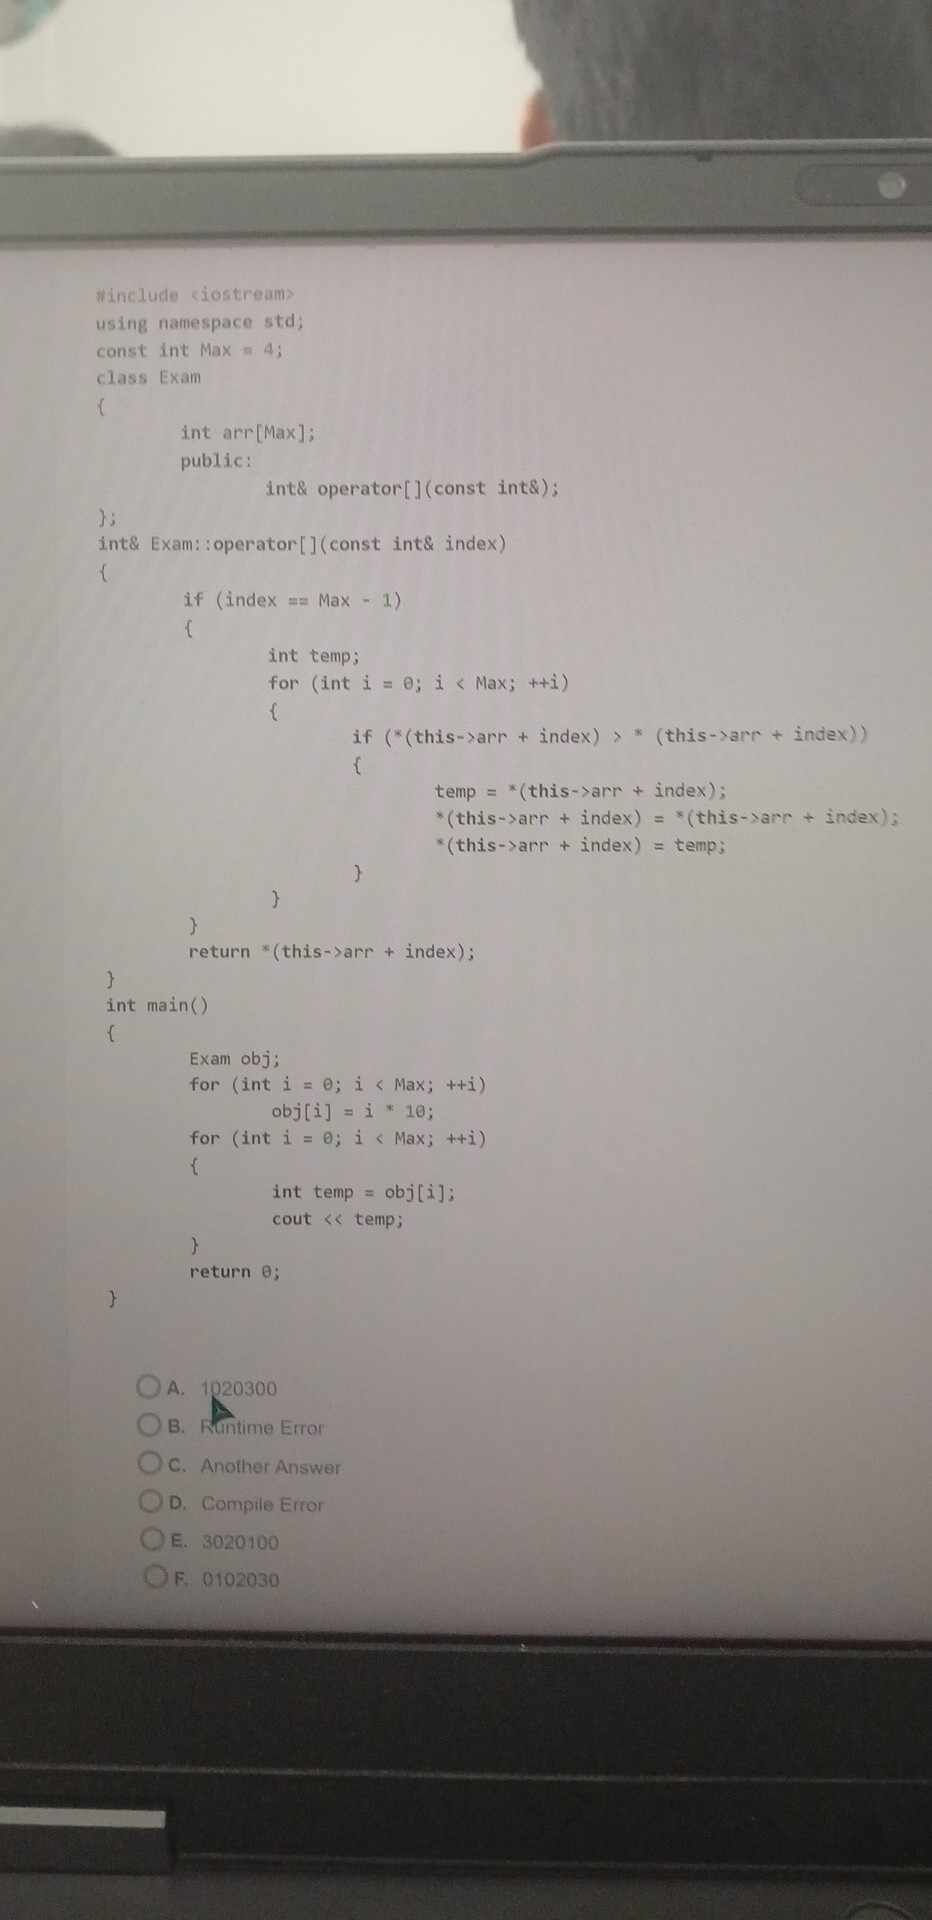 #include <iostream>
using namespace std;
const int Max = 4;
class Exam
{
int arr[Max];
public:
int& operator[](const int&);
};
int& Exam::operator[](const int& index)
{
if (index == Max - 1)
{
int temp;
for (int i = 0; i < Max; ++i)
{
if (*(this->arr + index) > * (this->arr + index))
{
temp = *(this->arr + index);
*(this->arr + index) = *(this->arr + index);
*(this->arr + index) = temp;
}
}
}
return *(this->arr + index);
}
int main()
{
Exam obj;
for (int i = 0; i < Max; ++i)
obj[i] = i * 10;
for (int i = 0; i < Max; ++i)
{
int temp = obj[i];
cout << temp;
}
return 0;
}
A. 1020300
B. Runtime Error
C. Another Answer
D. Compile Error
E. 3020100
F. 0102030